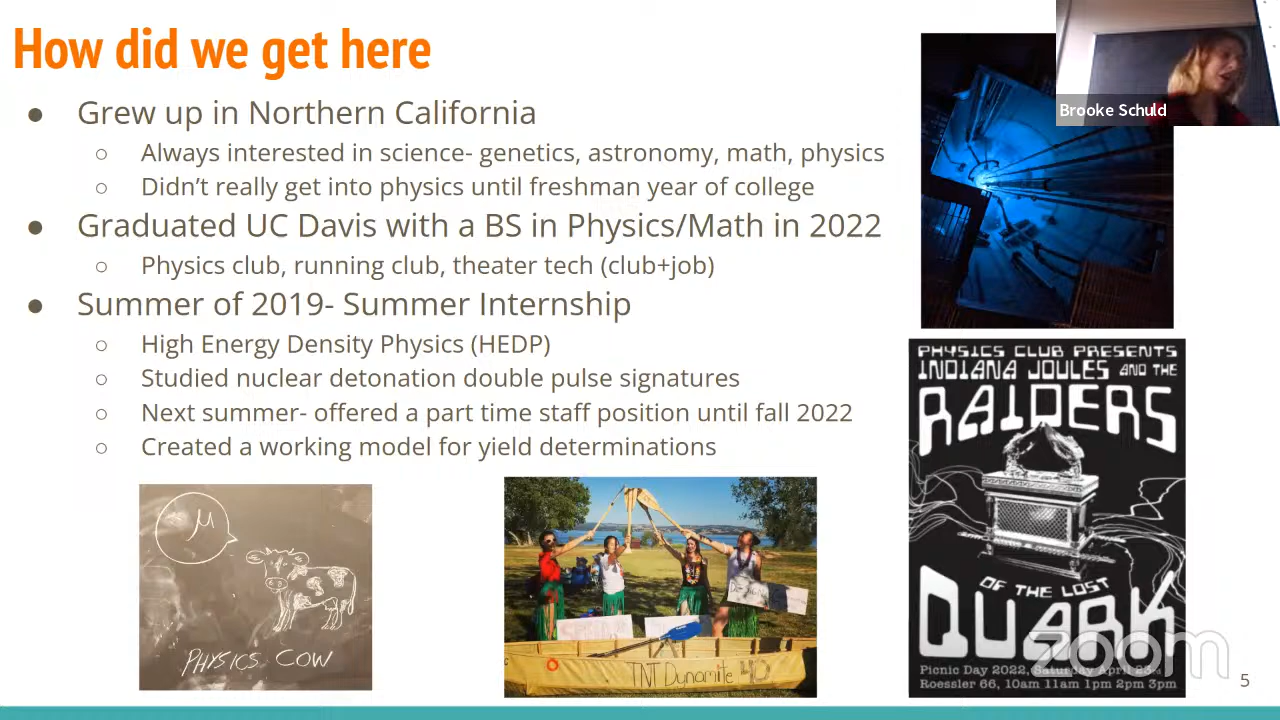 How did we get here
● Grew up in Northern California
○ Always interested in science- genetics, astronomy, math, physics
○ Didn't really get into physics until freshman year of college
● Graduated UC Davis with a BS in Physics/Math in 2022
○ Physics club, running club, theater tech (club+job)
● Summer of 2019- Summer Internship
○ High Energy Density Physics (HEDP)
○ Studied nuclear detonation double pulse signatures
○ Next summer- offered a part time staff position until fall 2022
○ Created a working model for yield determinations
Brooke Schuld
μ
PHYSICS COW
TNT Dynomite 40
PHYSICS CLUB PRESENTS
INDIANA JOULES AND THE
RAIDERS
OF THE LOST
QUARK
Picnic Day 2022, Saturday April 23rd
Roessler 66, 10am 11am 1pm 2pm 3pm
zoom
5